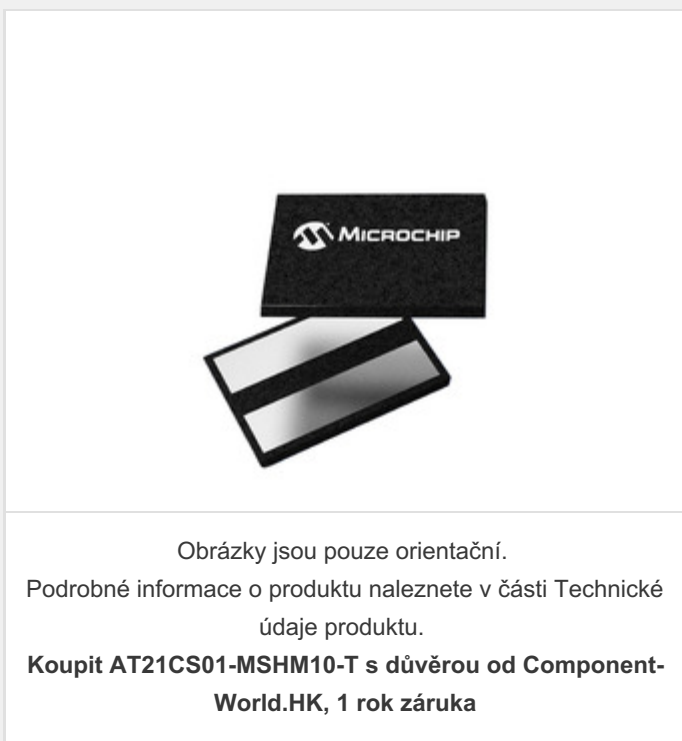 MICROCHIP
Obrázky jsou pouze orientační.
Podrobné informace o produktu naleznete v části Technické
údaje produktu.
Koupit AT21CS01-MSHM10-T s důvěrou od Component-
World.HK, 1 rok záruka